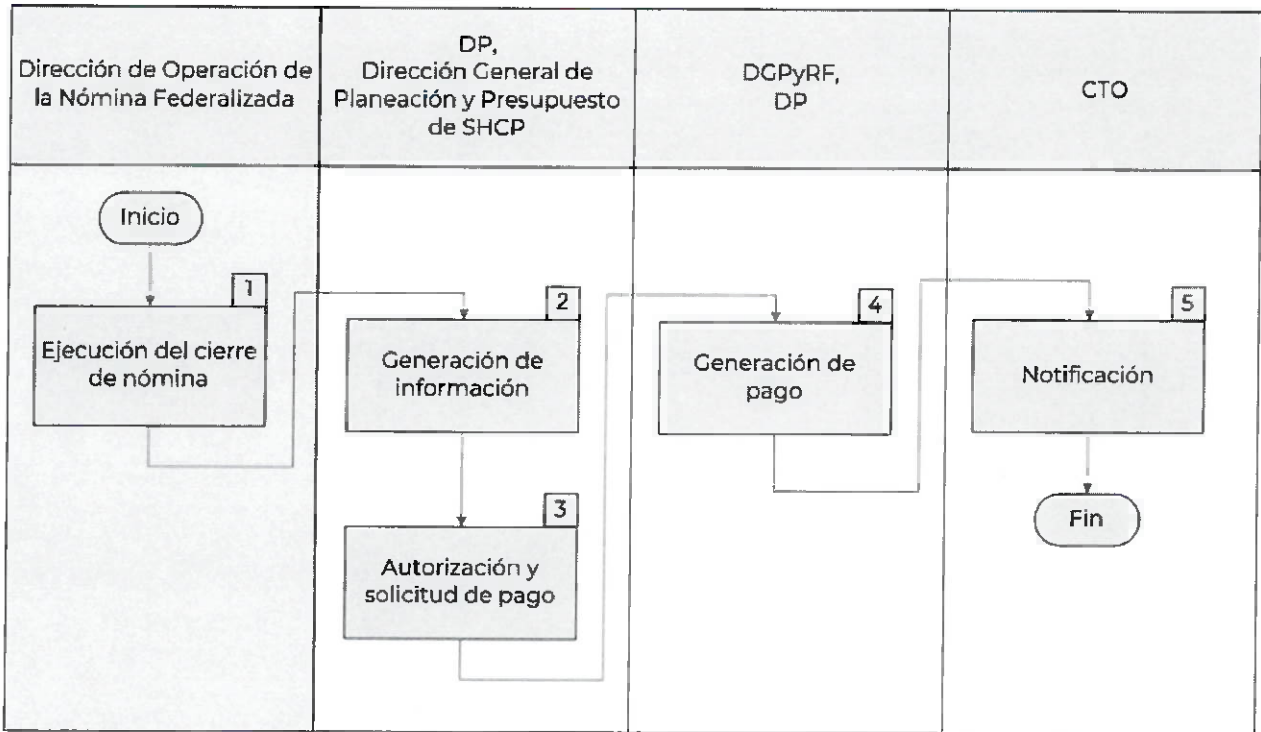 Dirección de Operación de
la Nómina Federalizada
DP,
Dirección General de
Planeación y Presupuesto
de SHCP
DGPyRF,
DP
CTO
Inicio
1
Ejecución del cierre
de nómina
2
Generación de
información
3
Autorización y
solicitud de pago
4
Generación de
pago
5
Notificación
Fin